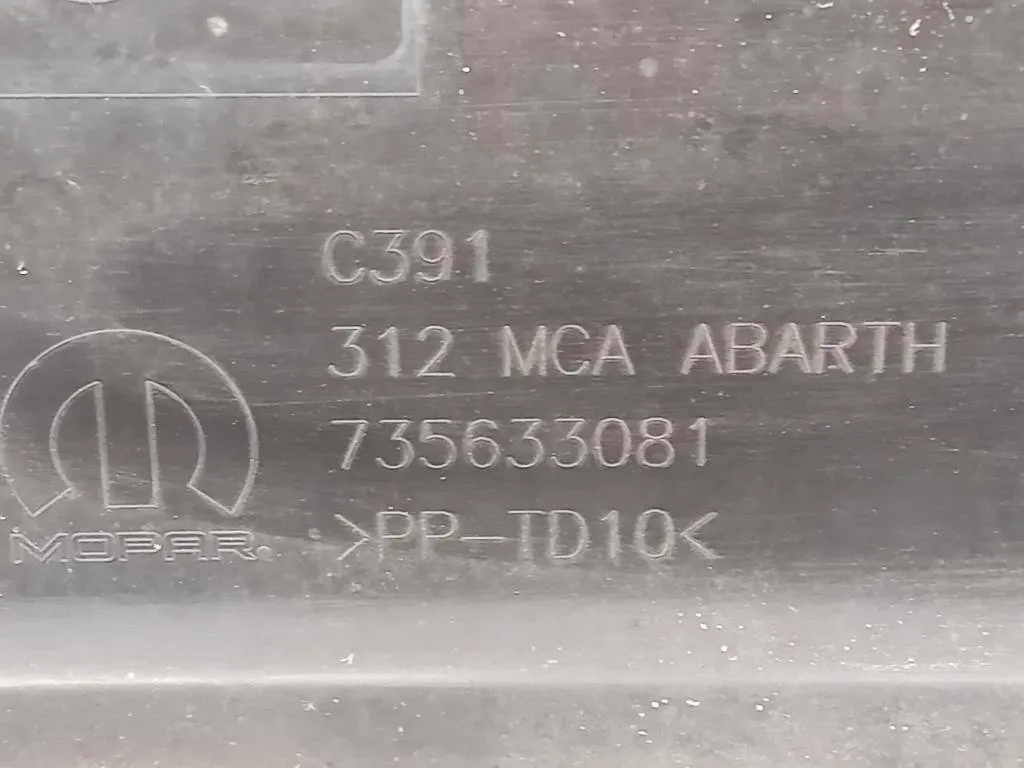 C391
312 MCA ABARTH
735633081
>PP-TD10<
MOPAR.